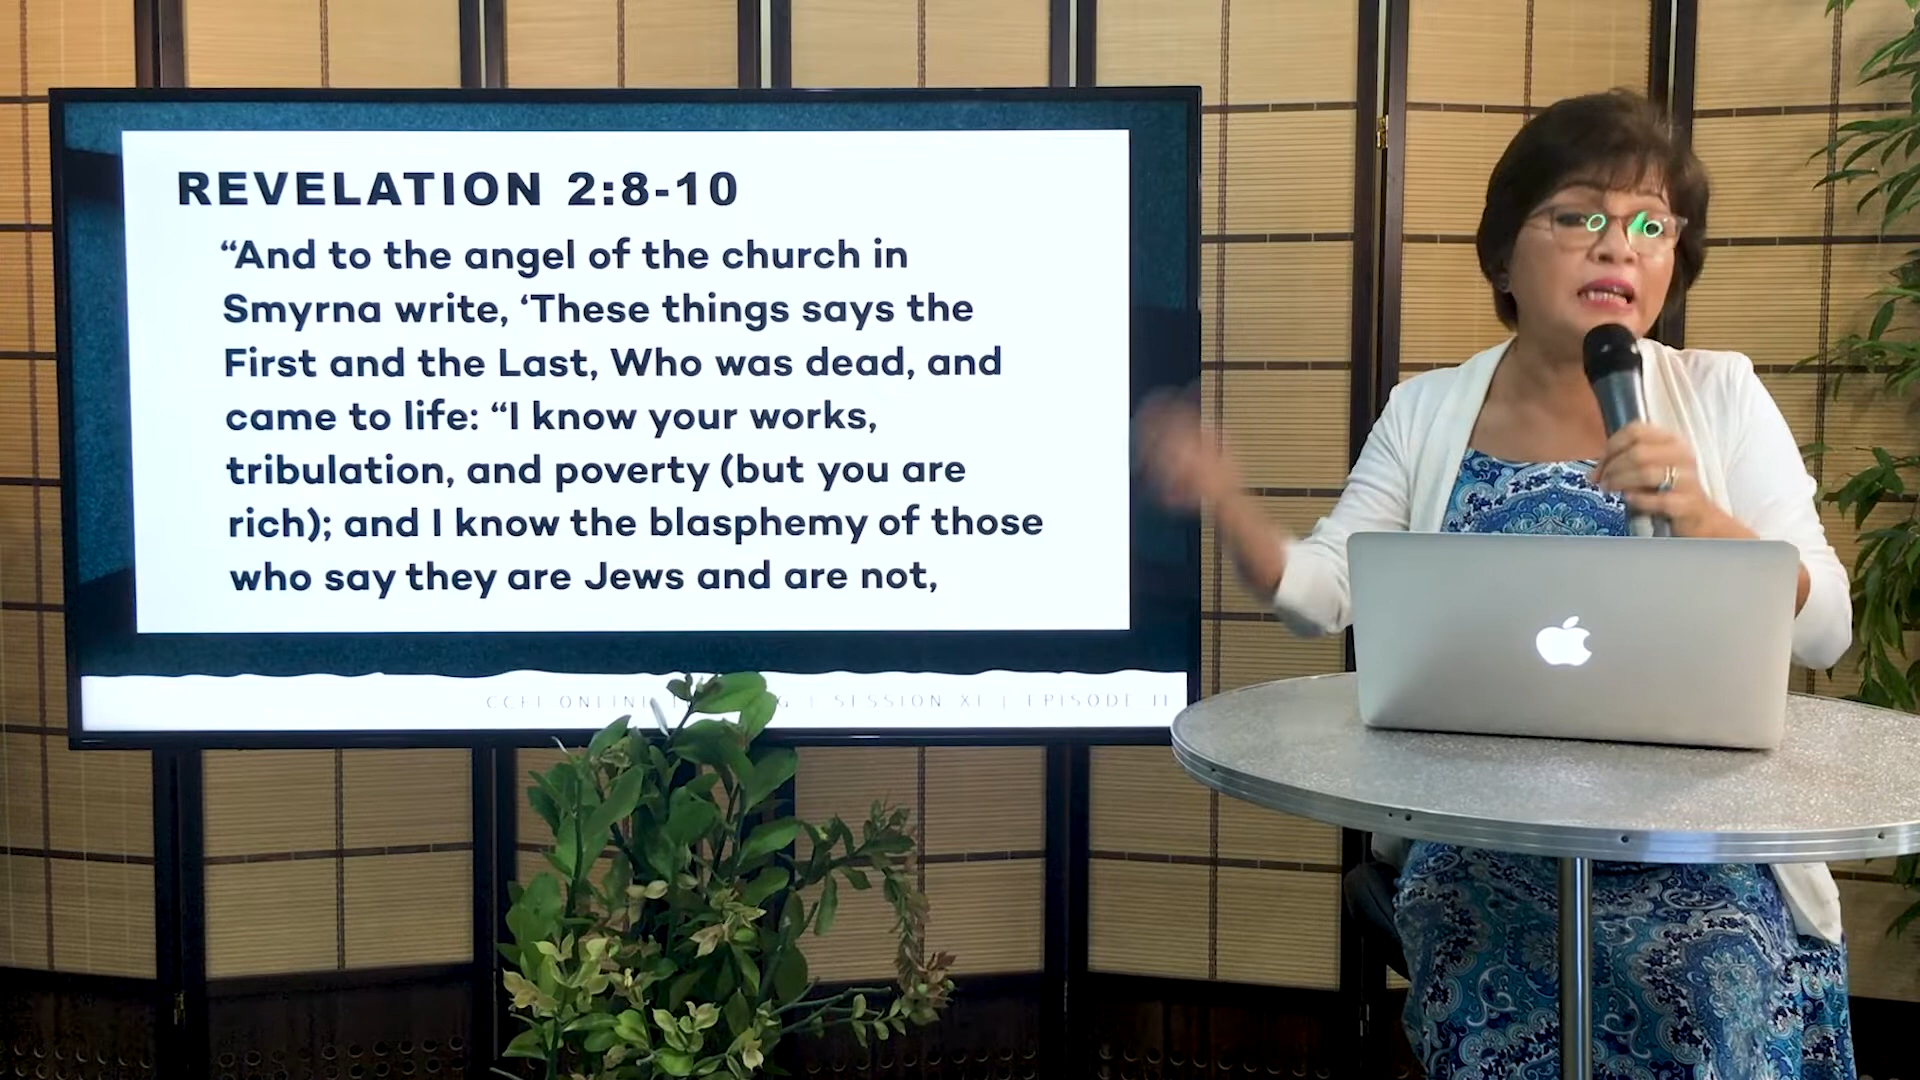 REVELATION 2:8-10
“And to the angel of the church in
Smyrna write, ‘These things says the
First and the Last, Who was dead, and
came to life: “I know your works,
tribulation, and poverty (but you are
rich); and I know the blasphemy of those
who say they are Jews and are not,
ONLINE | SESSION XI | EPISODE